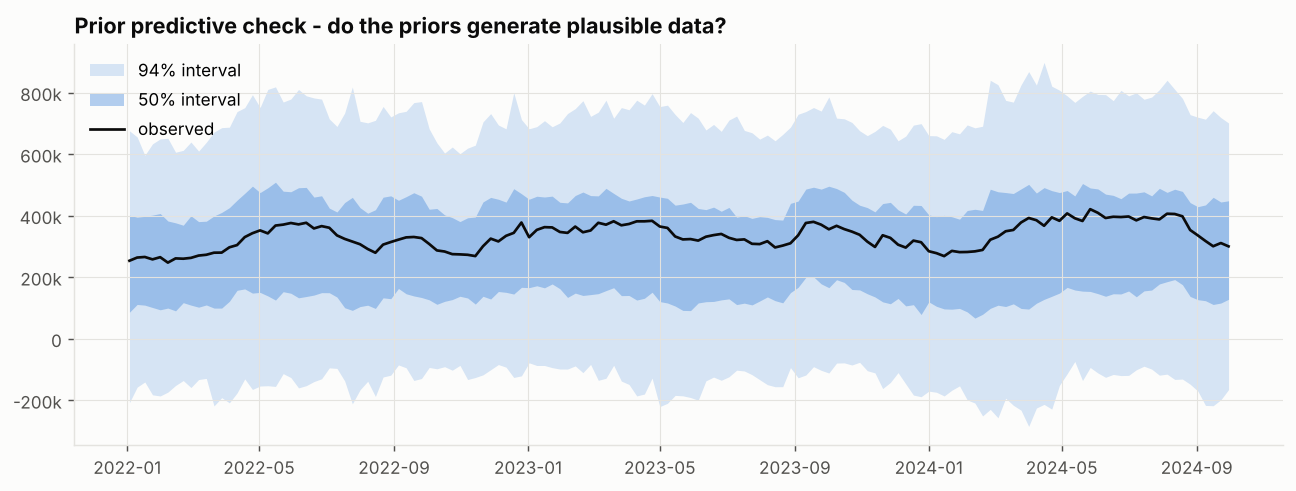 Prior predictive check - do the priors generate plausible data?
94% interval
50% interval
observed
800k
600k
400k
200k
0
-200k
2022-01 2022-05 2022-09 2023-01 2023-05 2023-09 2024-01 2024-05 2024-09